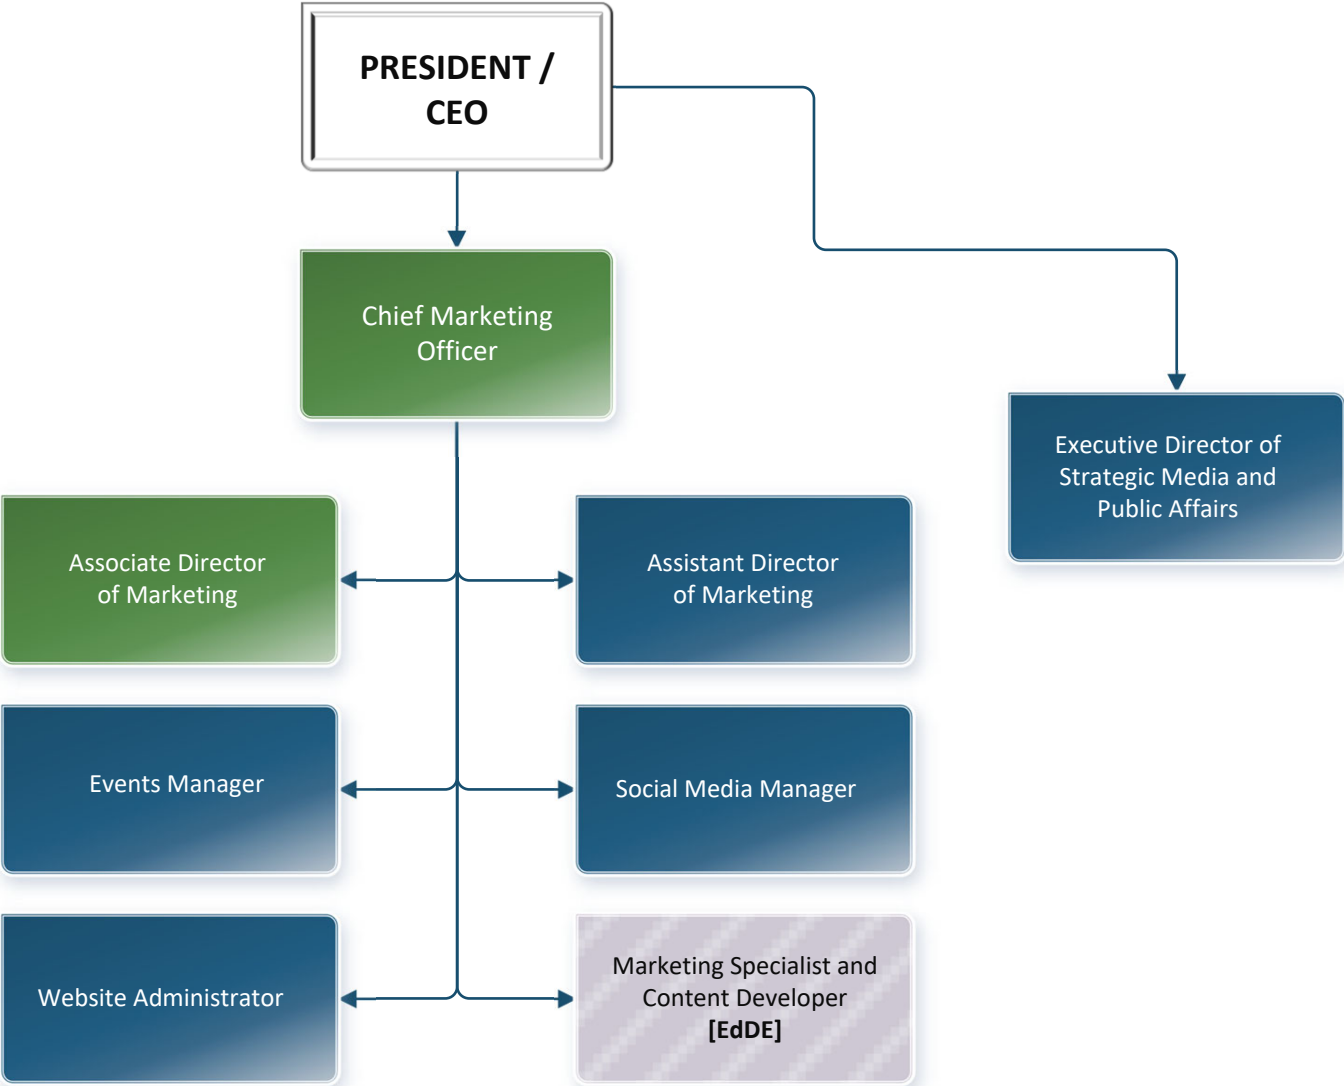 PRESIDENT /
CEO
Chief Marketing
Officer
Executive Director of
Strategic Media and
Public Affairs
Associate Director
of Marketing
Assistant Director
of Marketing
Events Manager
Social Media Manager
Website Administrator
Marketing Specialist and
Content Developer
[EdDE]